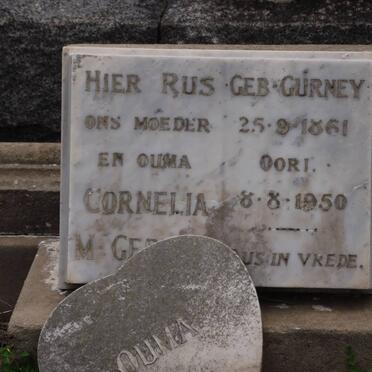 HIER RUS GEB·GURNEY
ONS MOEDER 25·9·1861
EN OUMA OORL.
CORNELIA 8·8·1950
M RUS IN VREDE.
OUMA